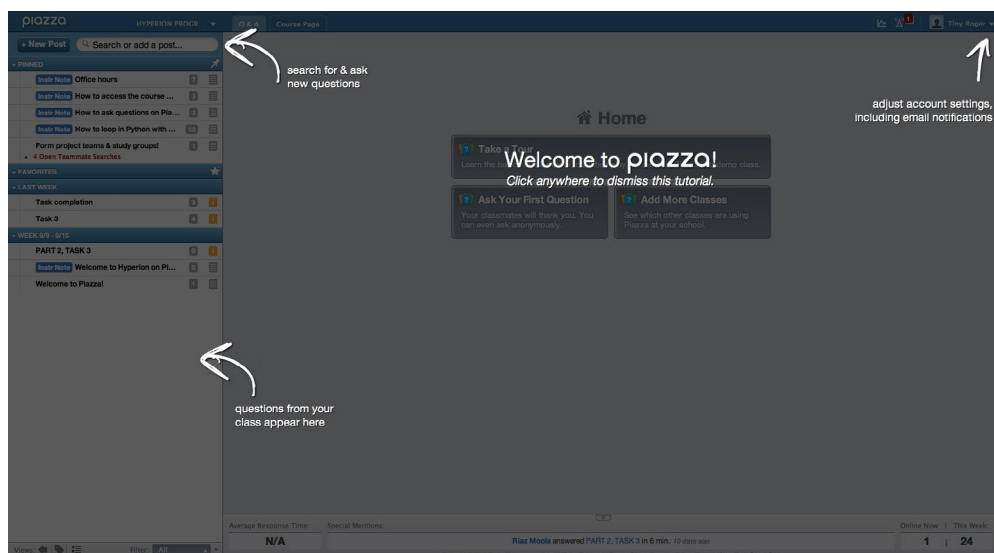 piazza
HYPERION PROGR
Q & A
Course Page
1
Tiny Roger
+ New Post
Search or add a post...
search for & ask
new questions
adjust account settings,
including email notifications
PINNED
Instr Note Office hours
Instr Note How to access the course ...
Instr Note How to ask questions on Pia...
Instr Note How to loop in Python with ...
Form project teams & study groups!
4 Open Teammate Searches
FAVORITES
LAST WEEK
Task completion
Task 3
WEEK 9/9 - 9/15
PART 2, TASK 3
Instr Note Welcome to Hyperion on Pi...
Welcome to Piazza!
Home
Take a Tour
Learn the
demo class.
Welcome to piazza!
Click anywhere to dismiss this tutorial.
Ask Your First Question
Your classmates will thank you. You
can even ask anonymously.
Add More Classes
See which other classes are using
Piazza at your school.
questions from your
class appear here
Average Response Time:
N/A
Special Mentions:
Riaz Moola answered PART 2, TASK 3 in 6 min. 10 days ago
Online Now | This Week:
1 | 24
Views:
Filter: All